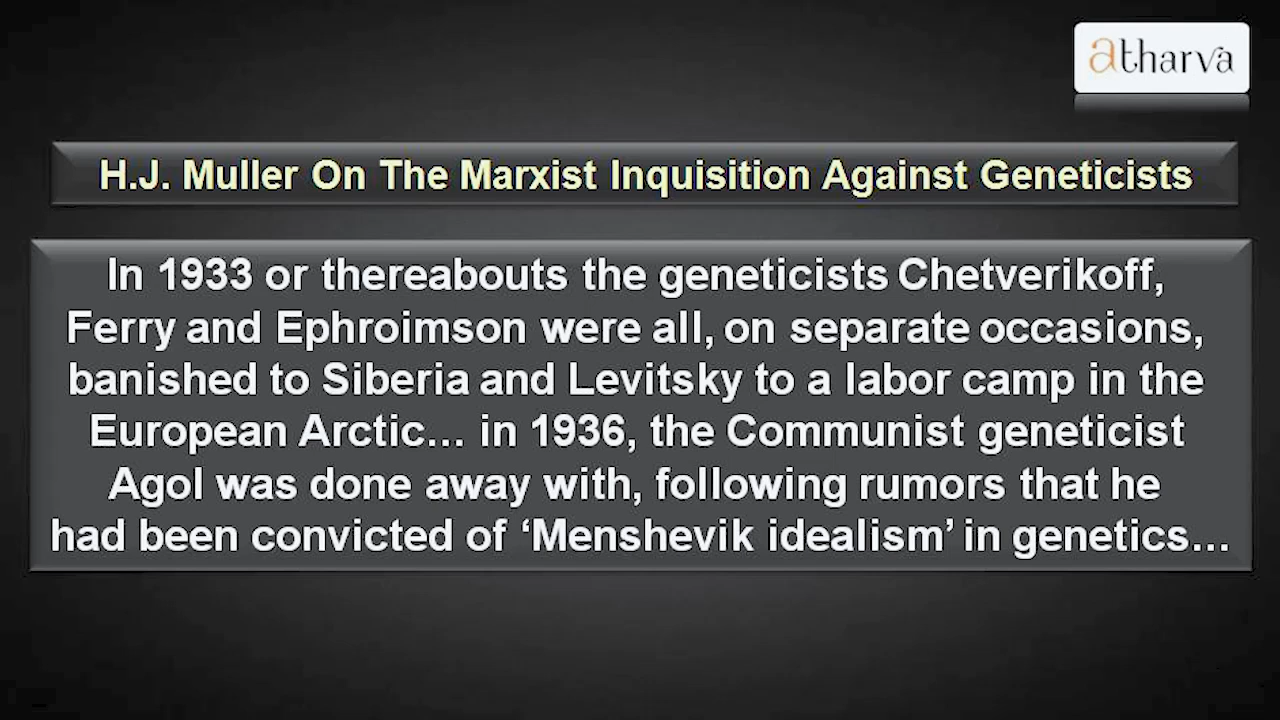 atharva
H.J. Muller On The Marxist Inquisition Against Geneticists
In 1933 or thereabouts the geneticists Chetverikoff,
Ferry and Ephroimson were all, on separate occasions,
banished to Siberia and Levitsky to a labor camp in the
European Arctic... in 1936, the Communist geneticist
Agol was done away with, following rumors that he
had been convicted of ‘Menshevik idealism’ in genetics...